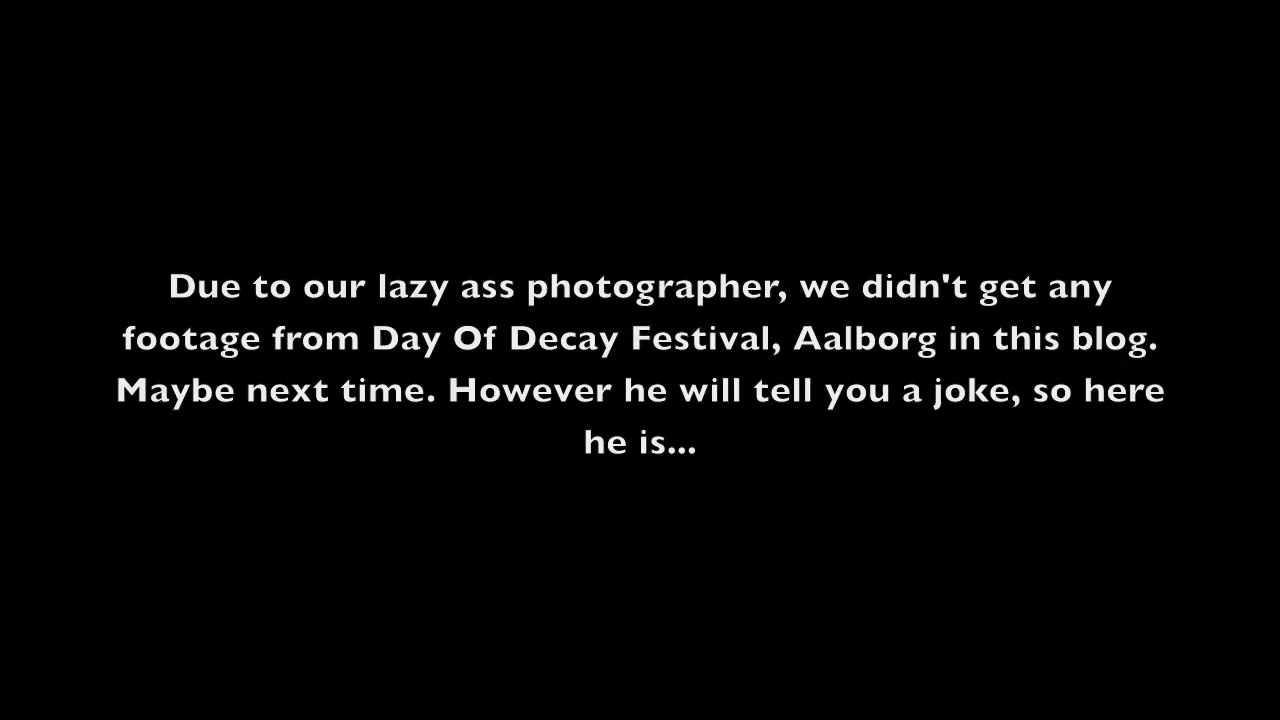 Due to our lazy ass photographer, we didn't get any
footage from Day Of Decay Festival, Aalborg in this blog.
Maybe next time. However he will tell you a joke, so here
he is...